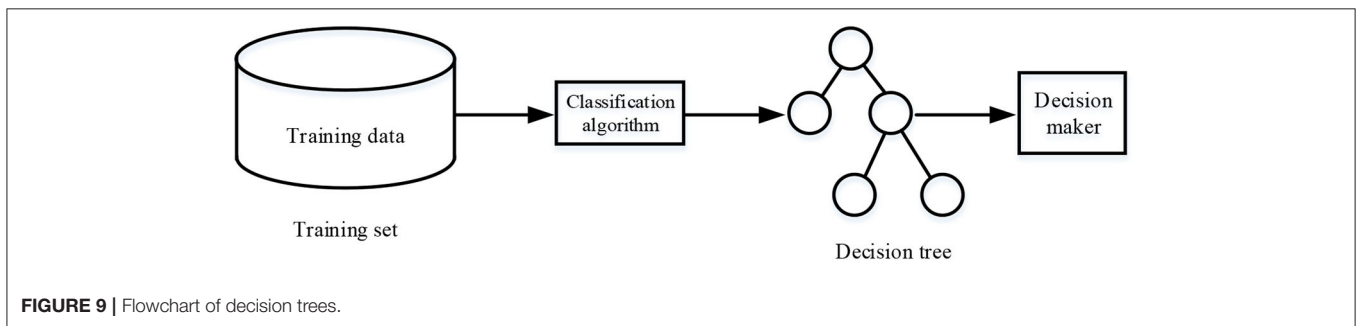 Training data
Training set
Classification
algorithm
Decision tree
Decision
maker
FIGURE 9 | Flowchart of decision trees.